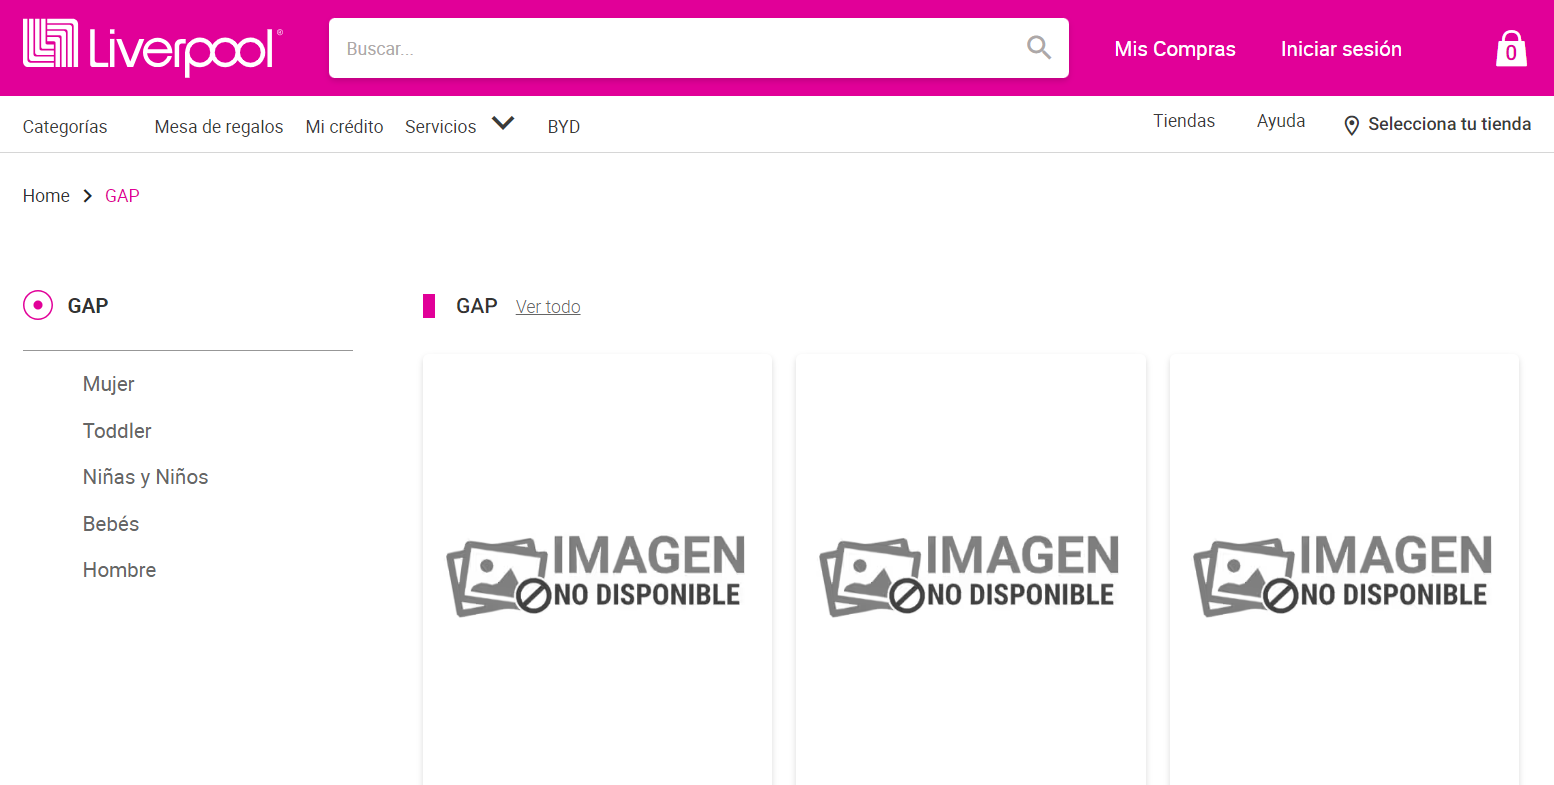 Liverpool®
Buscar...
Mis Compras
Iniciar sesión
0
Categorías
Mesa de regalos
Mi crédito
Servicios
BYD
Tiendas
Ayuda
Selecciona tu tienda
Home
GAP
GAP
Mujer
Toddler
Niñas y Niños
Bebés
Hombre
GAP
Ver todo
IMAGEN
NO DISPONIBLE
IMAGEN
NO DISPONIBLE
IMAGEN
NO DISPONIBLE